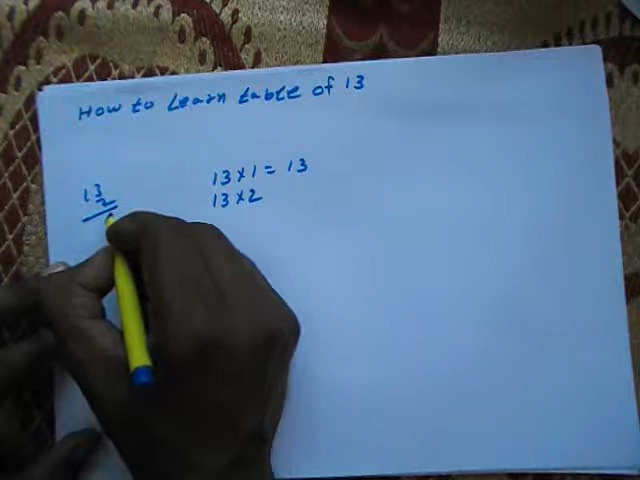 How to Learn table of 13
13 x 1 = 13
13 x 2
13
2